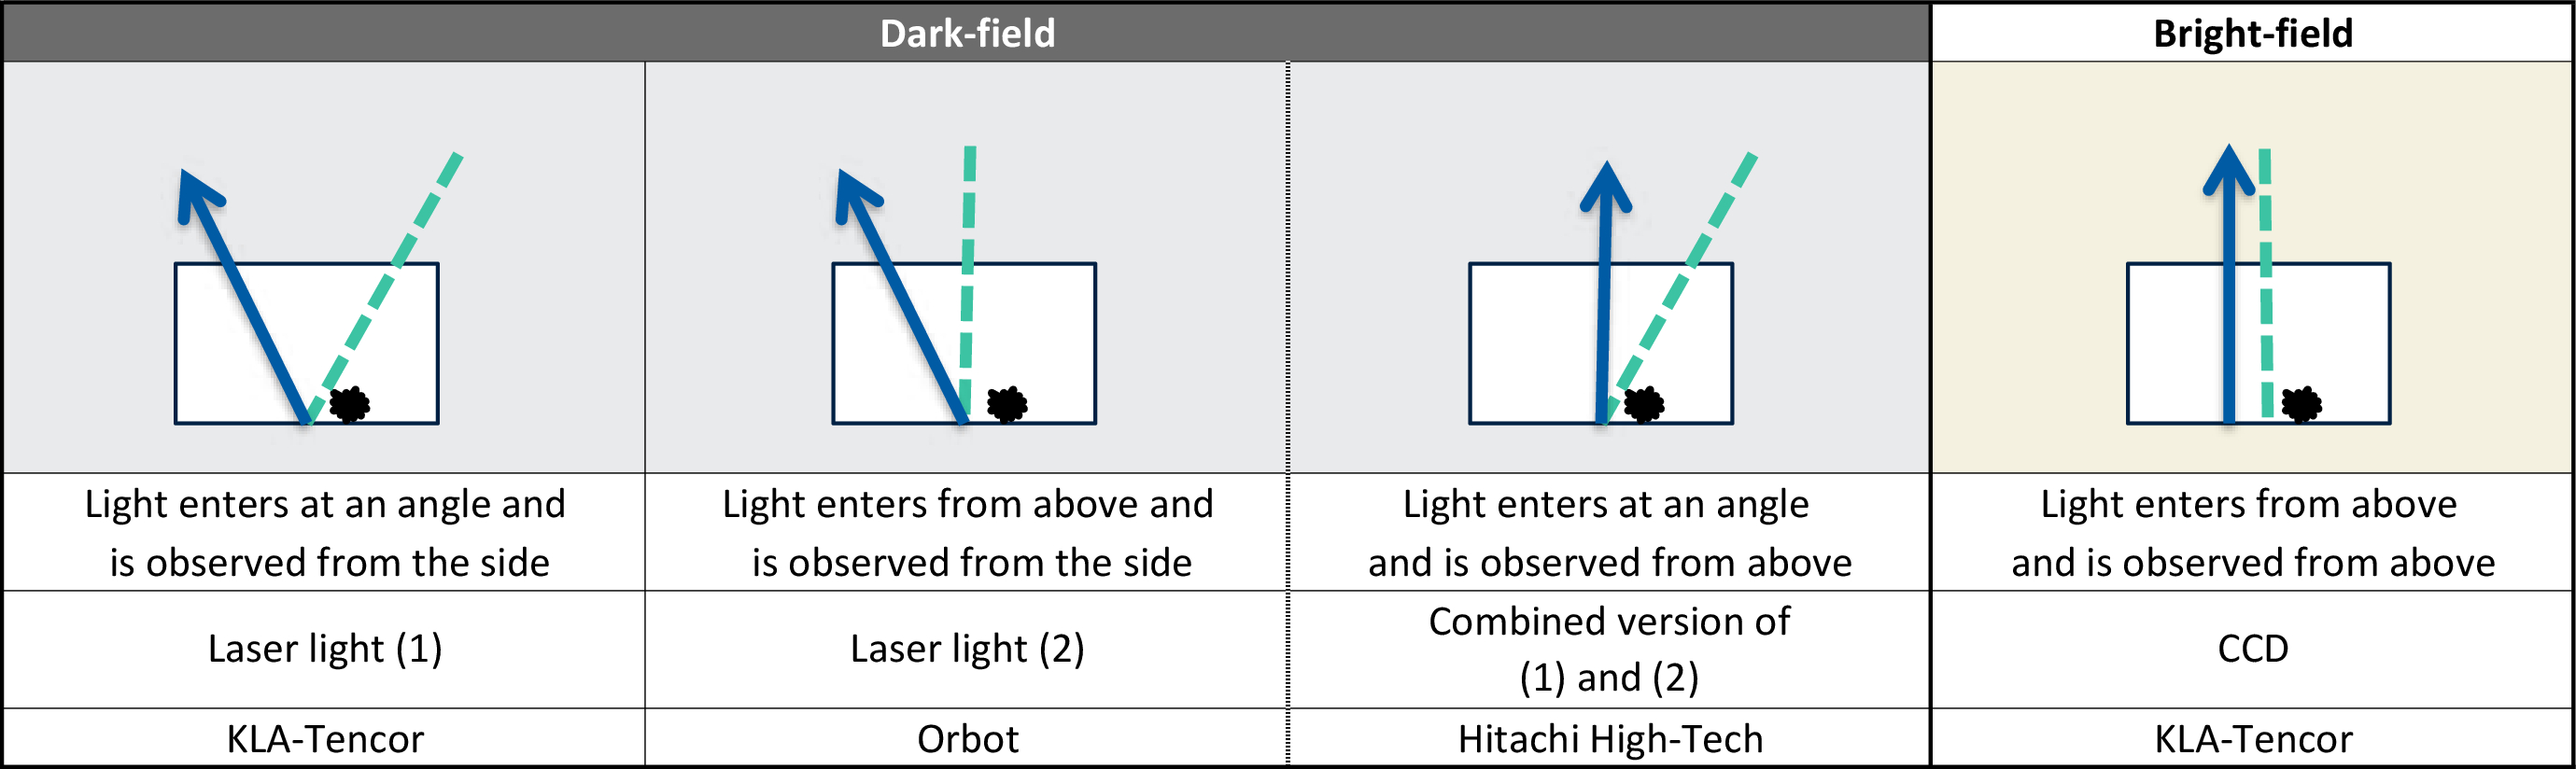 Dark-field
Bright-field
Light enters at an angle and
is observed from the side
Light enters from above and
is observed from the side
Light enters at an angle
and is observed from above
Light enters from above
and is observed from above
Laser light (1)
Laser light (2)
Combined version of
(1) and (2)
CCD
KLA-Tencor
Orbot
Hitachi High-Tech
KLA-Tencor